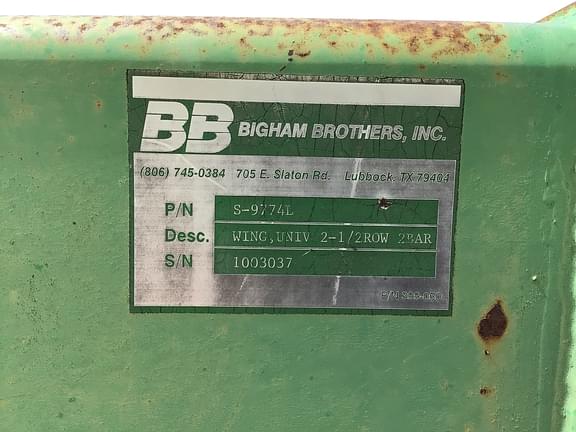 BB BIGHAM BROTHERS, INC.
(806) 745-0384 705 E. Slaton Rd. Lubbock, TX 79404
P/N S-9774L
Desc. WING,UNIV 2-1/2ROW 2BAR
S/N 1003037
P/N